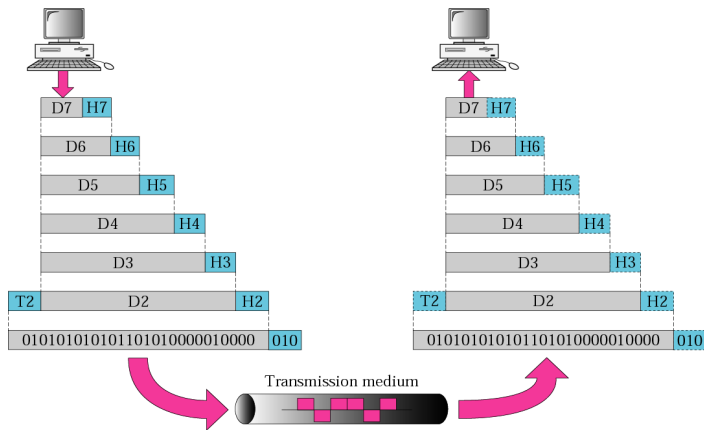 D7 H7
D6 H6
D5 H5
D4 H4
D3 H3
T2 D2 H2
010101010101101010000010000 010
D7 H7
D6 H6
D5 H5
D4 H4
D3 H3
T2 D2 H2
010101010101101010000010000 010
Transmission medium